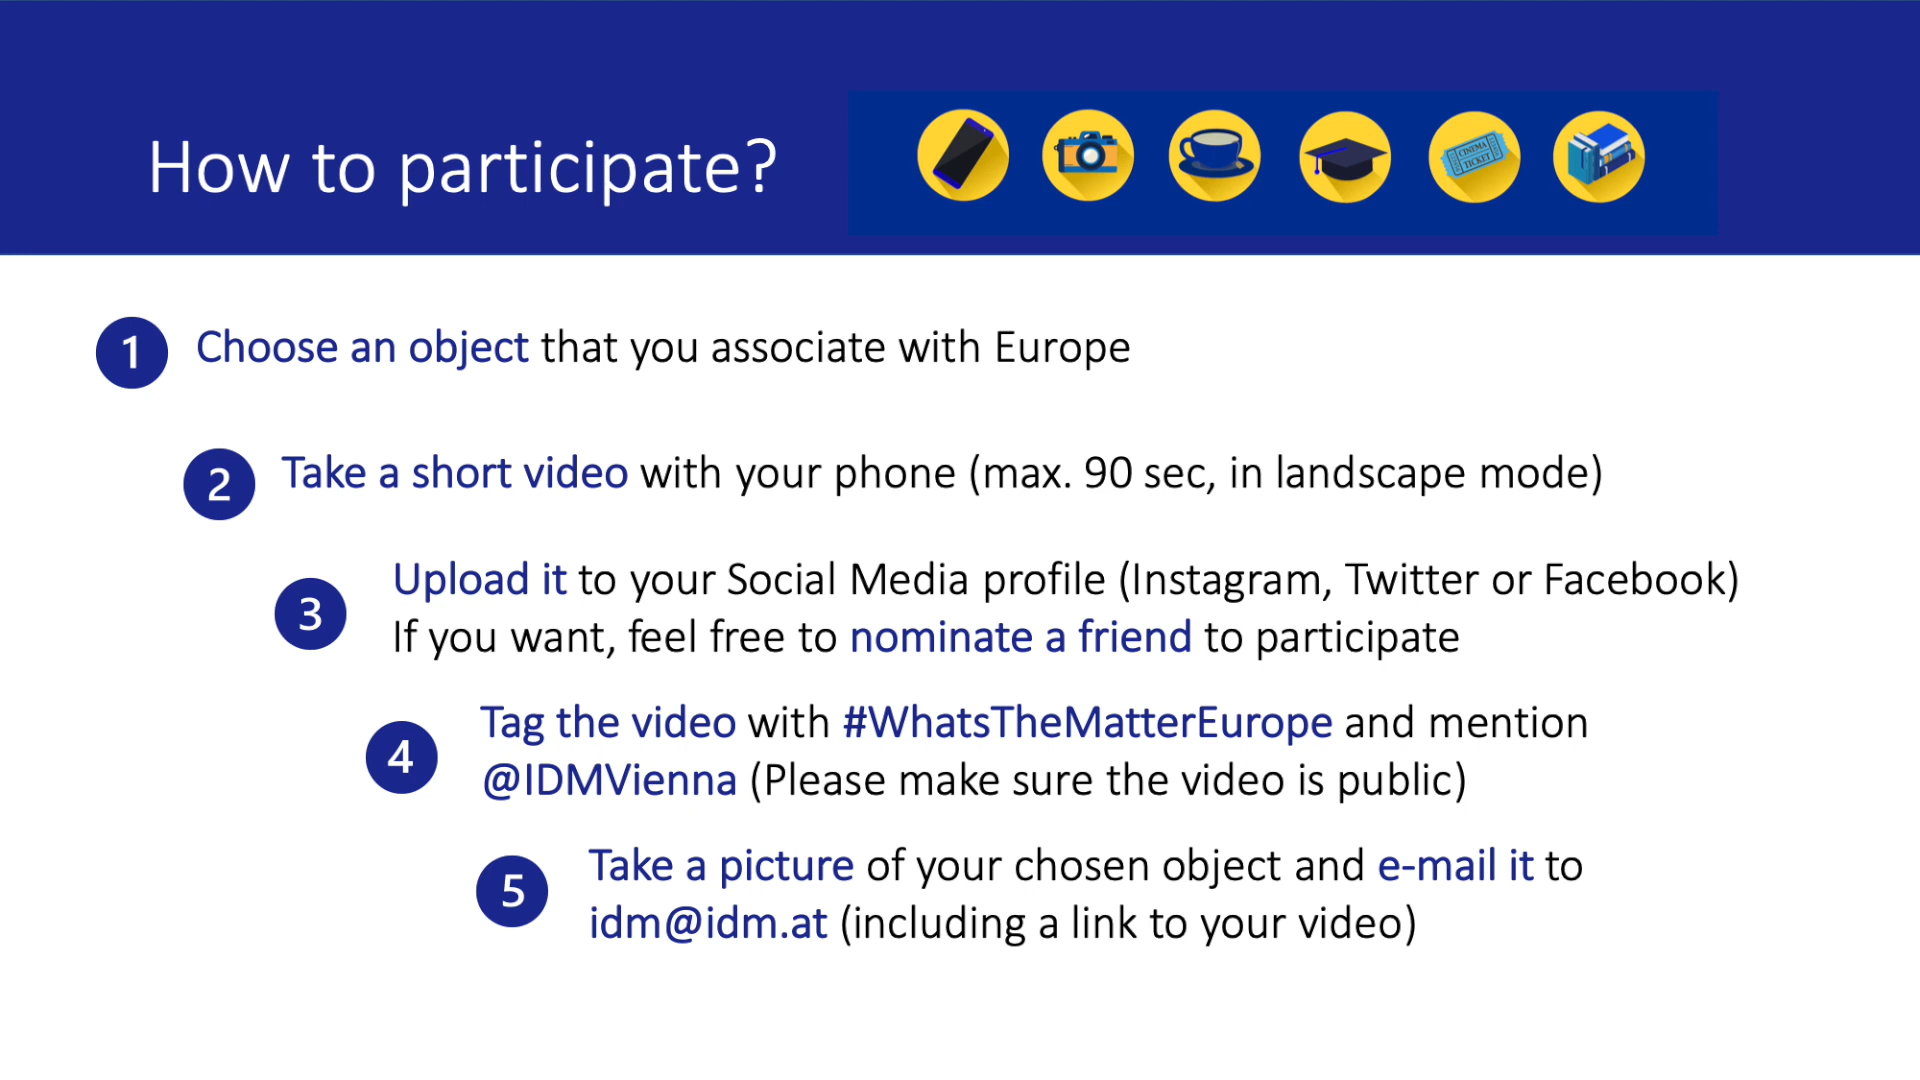 How to participate?
CINEMA
TICKET
1 Choose an object that you associate with Europe
2 Take a short video with your phone (max. 90 sec, in landscape mode)
3 Upload it to your Social Media profile (Instagram, Twitter or Facebook)
If you want, feel free to nominate a friend to participate
4 Tag the video with #WhatsTheMatterEurope and mention
@IDMVienna (Please make sure the video is public)
5 Take a picture of your chosen object and e-mail it to
idm@idm.at (including a link to your video)